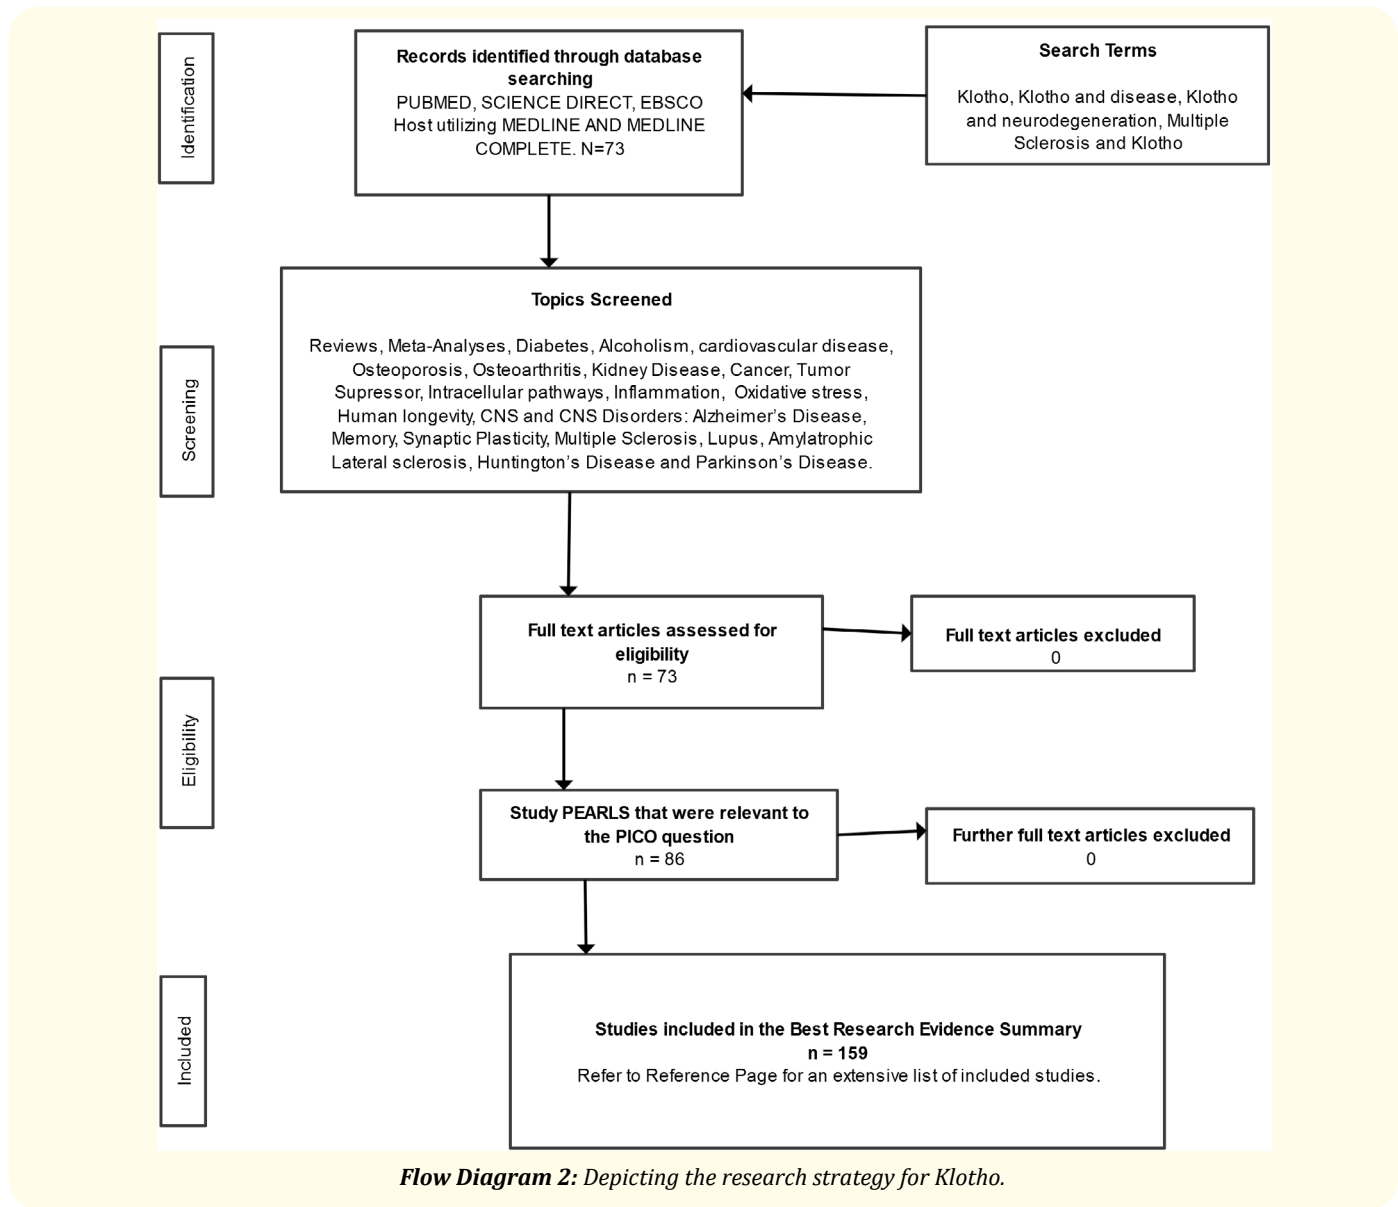 Identification
Records identified through database
searching
PUBMED, SCIENCE DIRECT, EBSCO
Host utilizing MEDLINE AND MEDLINE
COMPLETE. N=73
Search Terms
Klotho, Klotho and disease, Klotho
and neurodegeneration, Multiple
Sclerosis and Klotho
Screening
Topics Screened
Reviews, Meta-Analyses, Diabetes, Alcoholism, cardiovascular disease,
Osteoporosis, Osteoarthritis, Kidney Disease, Cancer, Tumor
Supressor, Intracellular pathways, Inflammation, Oxidative stress,
Human longevity, CNS and CNS Disorders: Alzheimer's Disease,
Memory, Synaptic Plasticity, Multiple Sclerosis, Lupus, Amylatrophic
Lateral sclerosis, Huntington's Disease and Parkinson's Disease.
Full text articles assessed for
eligibility
n = 73
Full text articles excluded
0
Eligibility
Study PEARLS that were relevant to
the PICO question
n = 86
Further full text articles excluded
0
Included
Studies included in the Best Research Evidence Summary
n = 159
Refer to Reference Page for an extensive list of included studies.
Flow Diagram 2: Depicting the research strategy for Klotho.